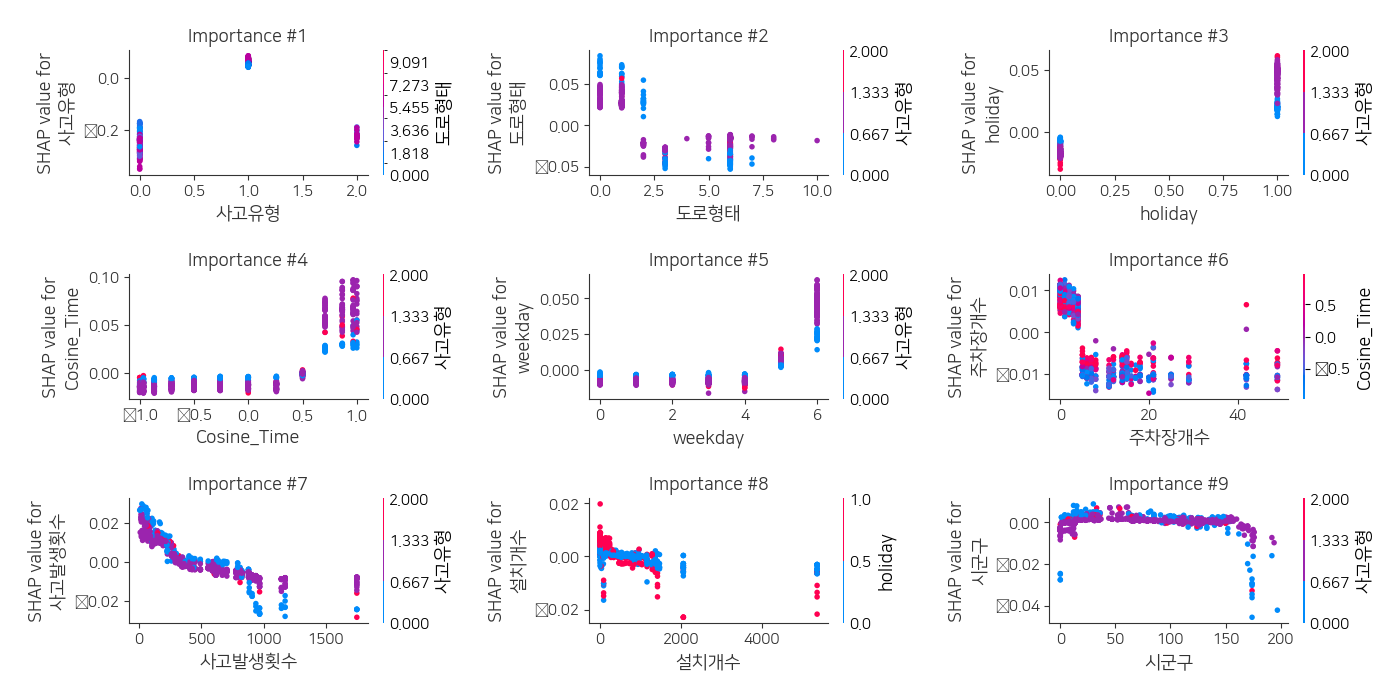 Importance #1
SHAP value for
사고유형
0.0
0.2
0.0
0.5
1.0
1.5
2.0
사고유형
9.091
7.273
5.455
3.636
1.818
0.000
도로형태
Importance #2
SHAP value for
도로형태
0.05
0.00
0.05
0.0
2.5
5.0
7.5
10.0
도로형태
2.000
1.333
0.667
0.000
사고유형
Importance #3
SHAP value for
holiday
0.05
0.00
0.00
0.25
0.50
0.75
1.00
holiday
2.000
1.333
0.667
0.000
사고유형
Importance #4
SHAP value for
Cosine_Time
0.10
0.05
0.00
1.0
0.5
0.0
0.5
1.0
Cosine_Time
2.000
1.333
0.667
0.000
사고유형
Importance #5
SHAP value for
weekday
0.050
0.025
0.000
0
2
4
6
weekday
2.000
1.333
0.667
0.000
사고유형
Importance #6
SHAP value for
주차장개수
0.01
0.00
0.01
0
20
40
주차장개수
0.5
0.0
0.5
Cosine_Time
Importance #7
SHAP value for
사고발생횟수
0.02
0.00
0.02
0
500
1000
1500
사고발생횟수
2.000
1.333
0.667
0.000
사고유형
Importance #8
SHAP value for
설치개수
0.02
0.00
0.02
0
2000
4000
설치개수
1.0
0.5
0.0
holiday
Importance #9
SHAP value for
시군구
0.00
0.02
0.04
0
50
100
150
200
시군구
2.000
1.333
0.667
0.000
사고유형